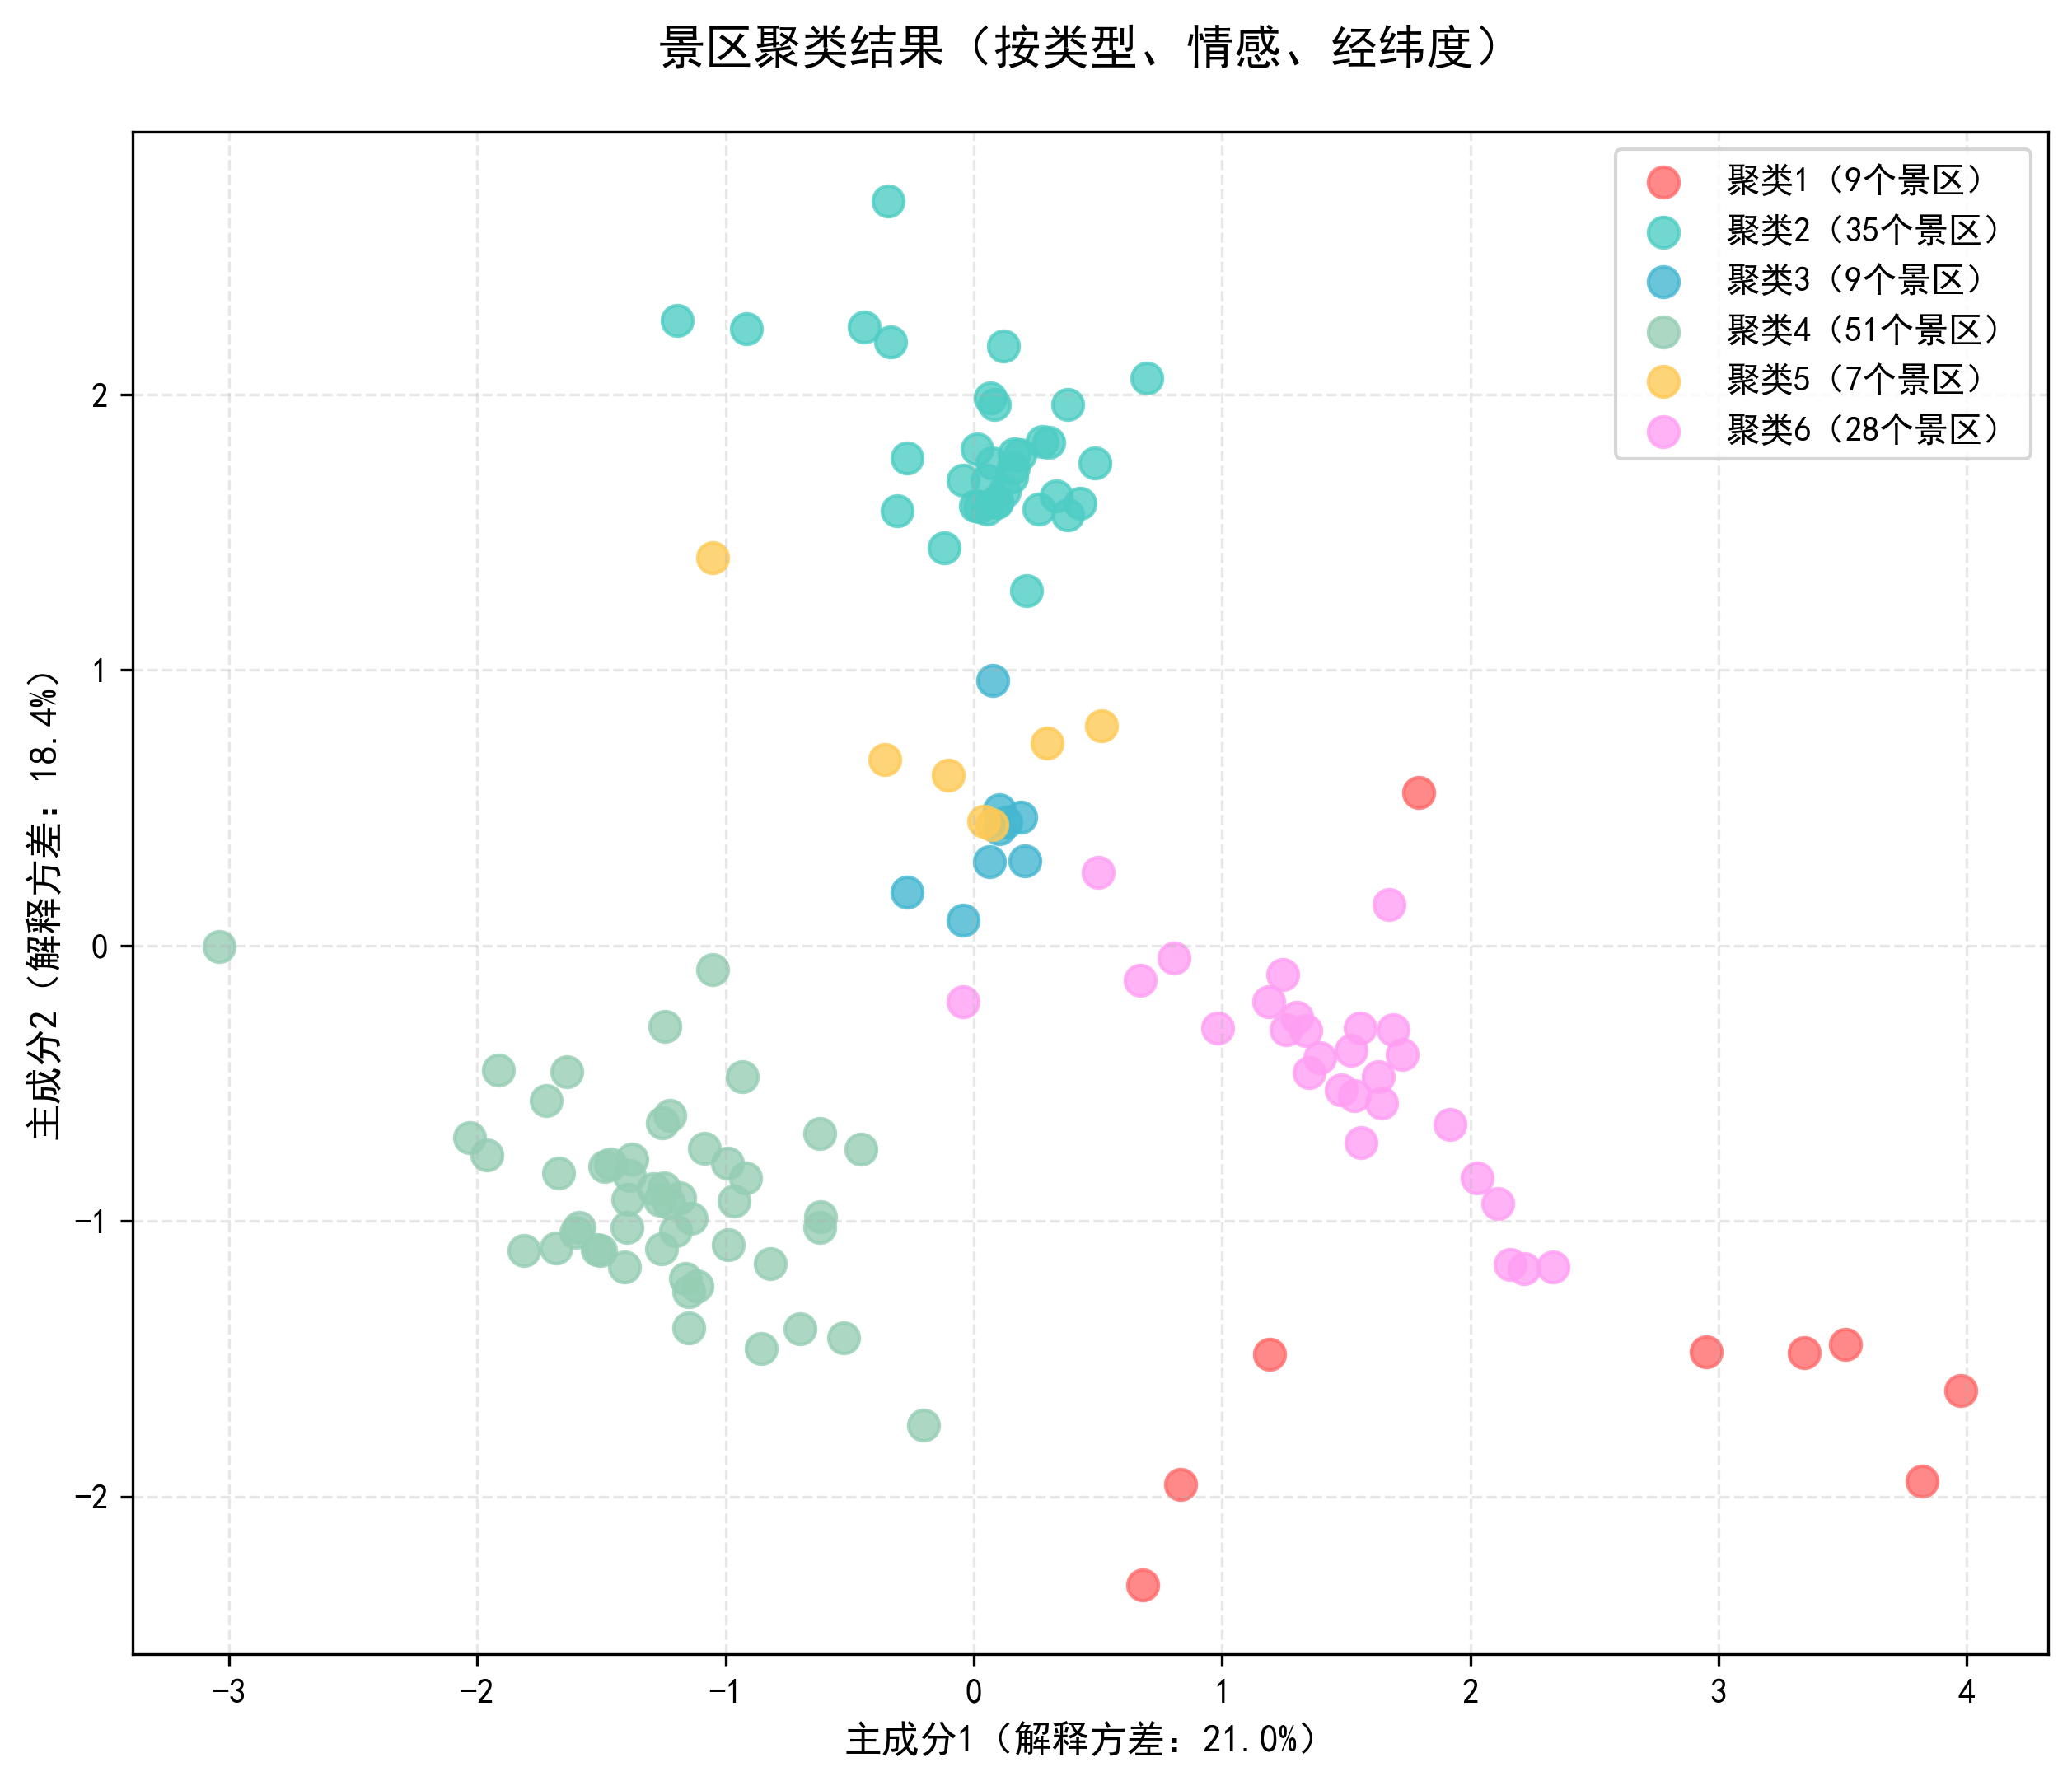 景区聚类结果（按类型、情感、经纬度）
聚类1（9个景区）
聚类2（35个景区）
聚类3（9个景区）
聚类4（51个景区）
聚类5（7个景区）
聚类6（28个景区）
主成分2（解释方差：18.4%）
2
1
0
−1
−2
−3
−2
−1
0
1
2
3
4
主成分1（解释方差：21.0%）